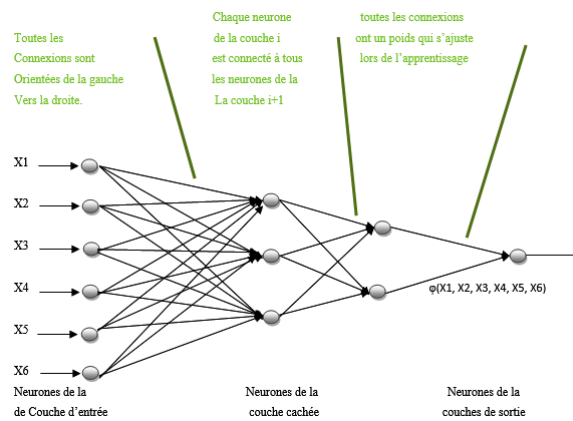 Toutes les
Connexions sont
Orientées de la gauche
Vers la droite.
Chaque neurone
de la couche i
est connecté à tous
les neurones de la
La couche i+1
toutes les connexions
ont un poids qui s’ajuste
lors de l’apprentissage
X1
X2
X3
X4
X5
X6
φ(X1, X2, X3, X4, X5, X6)
Neurones de la
de Couche d’entrée
Neurones de la
couche cachée
Neurones de la
couches de sortie